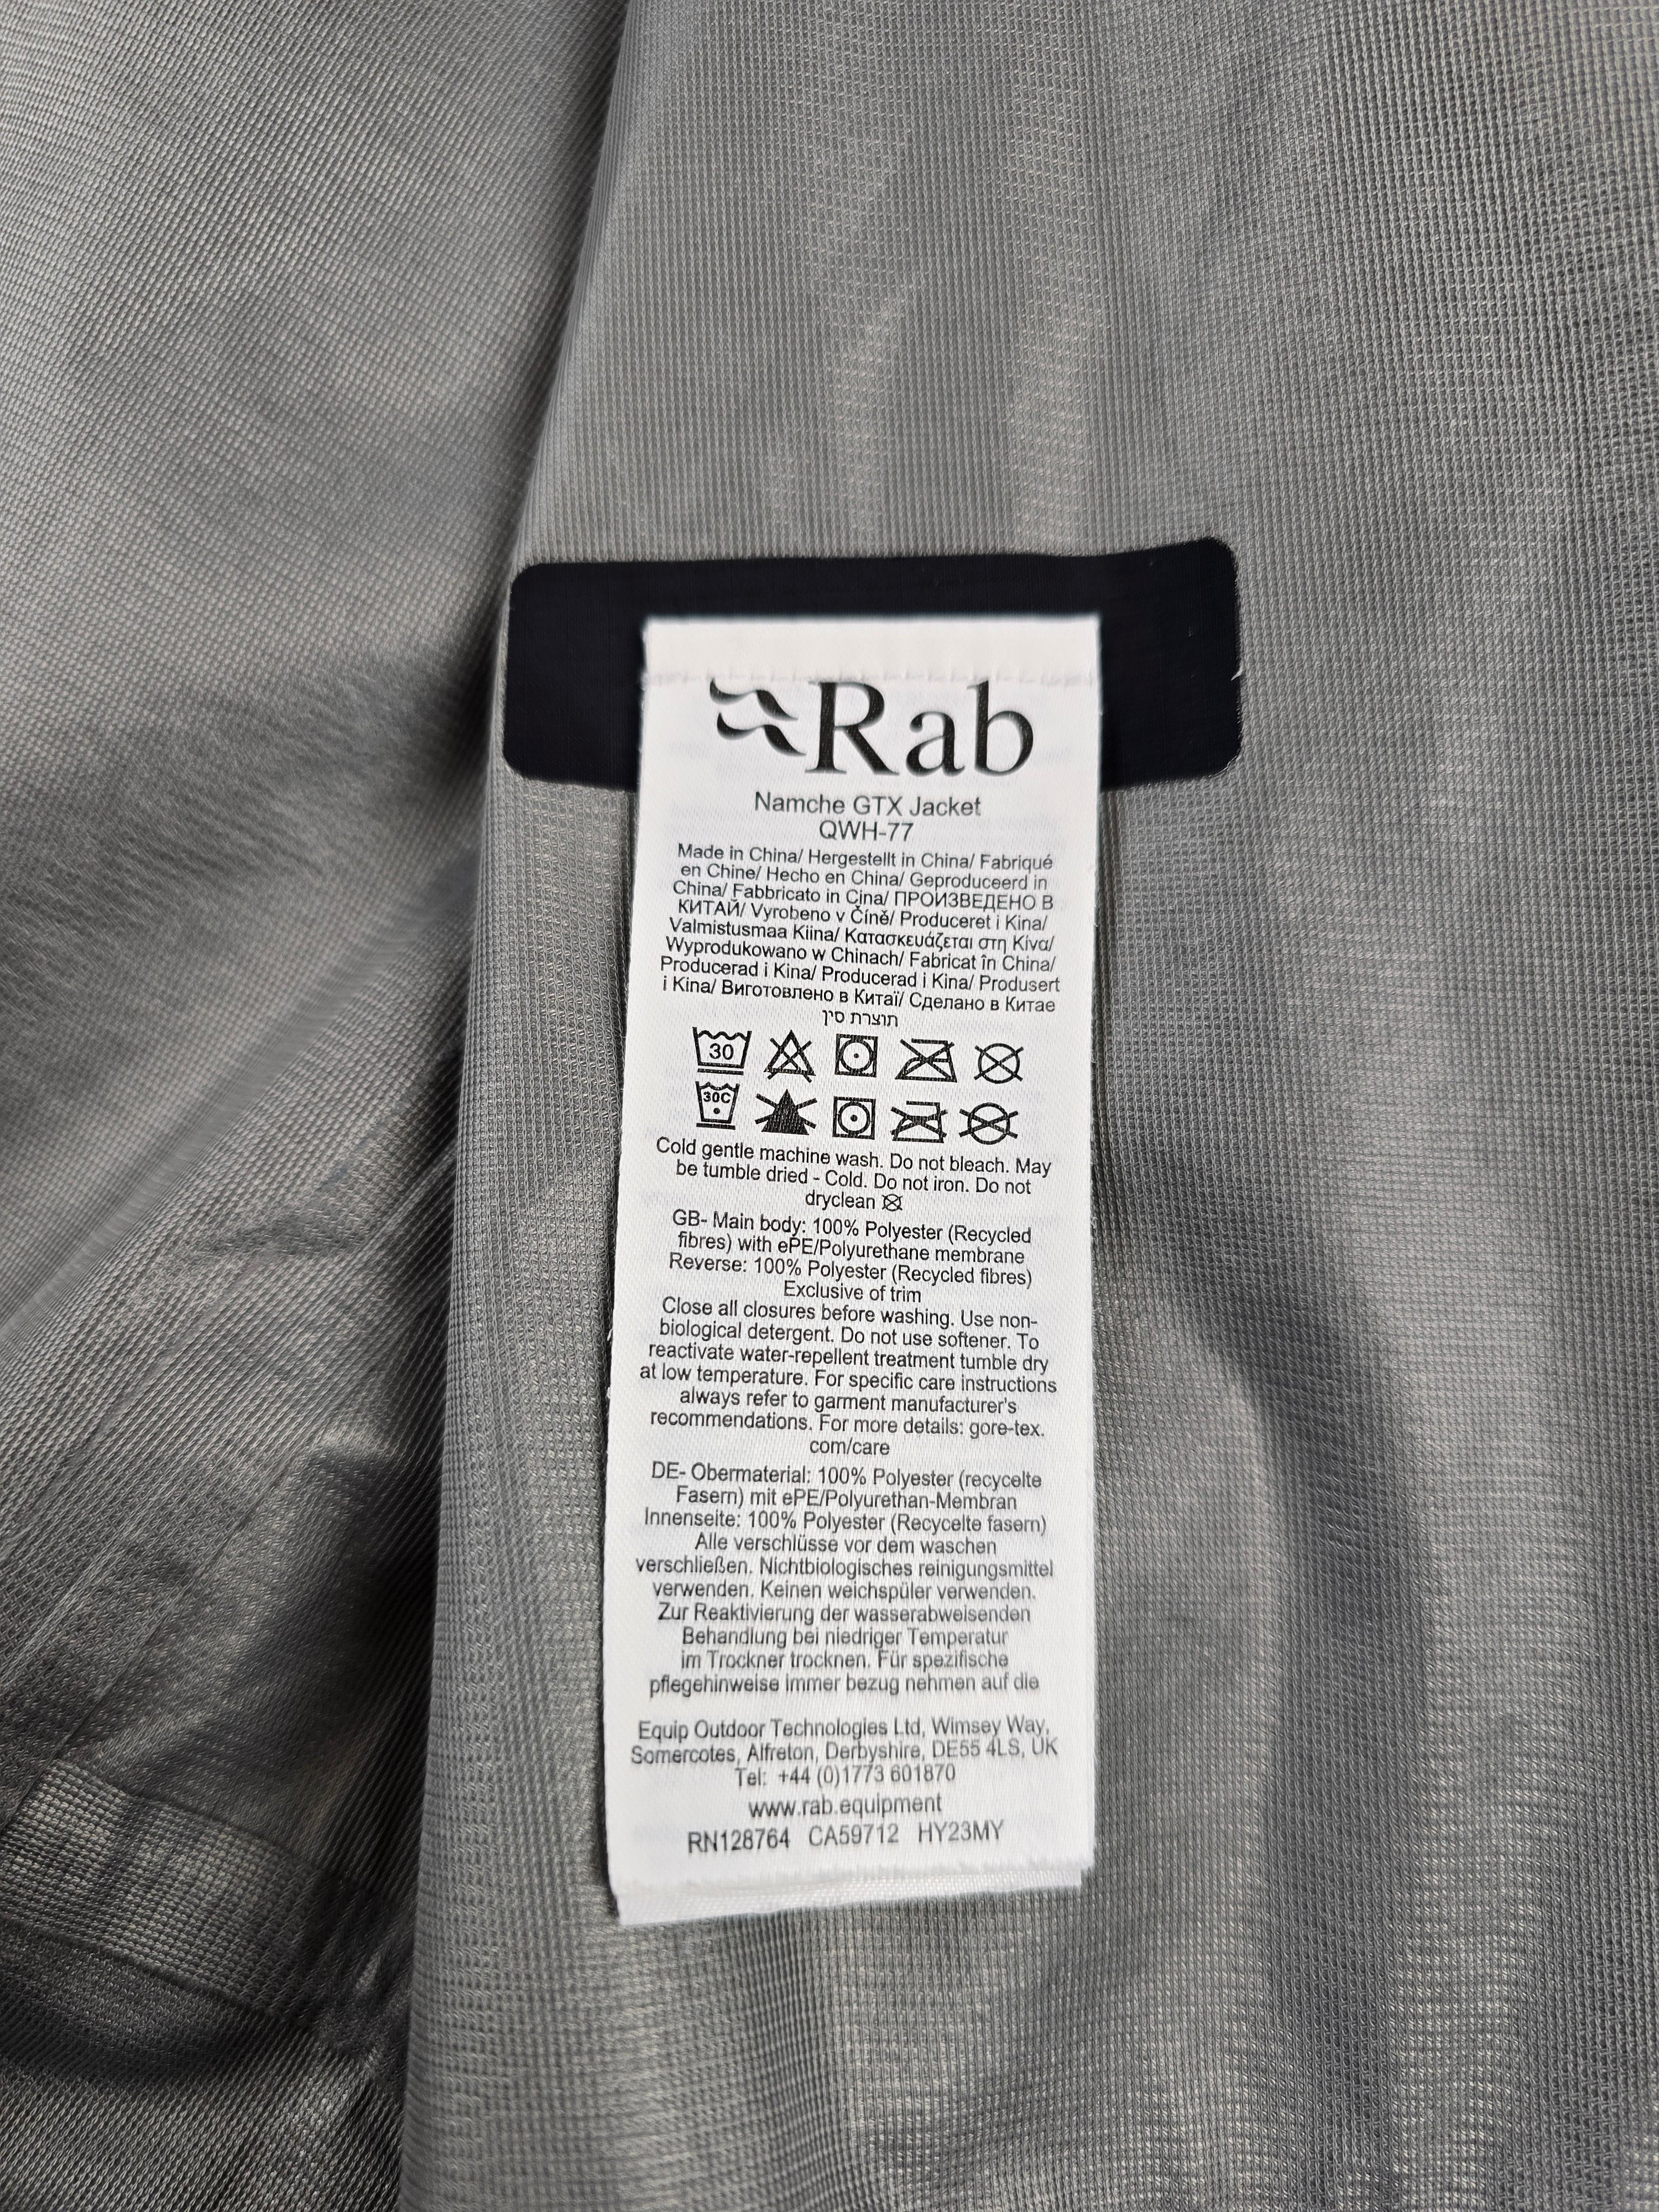 Rab
Namche GTX Jacket
QWH-77
Made in China/ Hergestellt in China/ Fabriqué
en Chine/ Hecho en China/ Geproduceerd in
China/ Fabbricato in Cina/ ПРОИЗВЕДЕНО В
КИТАЙ/ Vyrobeno v Číně/ Produceret i Kina/
Valmistusmaa Kiina/ Κατασκευάζεται στη Κίνα/
Wyprodukowano w Chinach/ Fabricat în China/
Producerad i Kina/ Producerad i Kina/ Produsert
i Kina/ Виготовлено в Китаї/ Сделано в Китае
תוצרת סין
30
30C
Cold gentle machine wash. Do not bleach. May
be tumble dried - Cold. Do not iron. Do not
dryclean
GB- Main body: 100% Polyester (Recycled
fibres) with ePE/Polyurethane membrane
Reverse: 100% Polyester (Recycled fibres)
Exclusive of trim
Close all closures before washing. Use non-
biological detergent. Do not use softener. To
reactivate water-repellent treatment tumble dry
at low temperature. For specific care instructions
always refer to garment manufacturer's
recommendations. For more details: gore-tex.
com/care
DE- Obermaterial: 100% Polyester (recycelte
Fasern) mit ePE/Polyurethan-Membran
Innenseite: 100% Polyester (Recycelte fasern)
Alle verschlüsse vor dem waschen
verschließen. Nichtbiologisches reinigungsmittel
verwenden. Keinen weichspüler verwenden.
Zur Reaktivierung der wasserabweisenden
Behandlung bei niedriger Temperatur
im Trockner trocknen. Für spezifische
pflegehinweise immer bezug nehmen auf die
Equip Outdoor Technologies Ltd, Wimsey Way,
Somercotes, Alfreton, Derbyshire, DE55 4LS, UK
Tel: +44 (0)1773 601870
www.rab.equipment
RN128764 CA59712 HY23MY